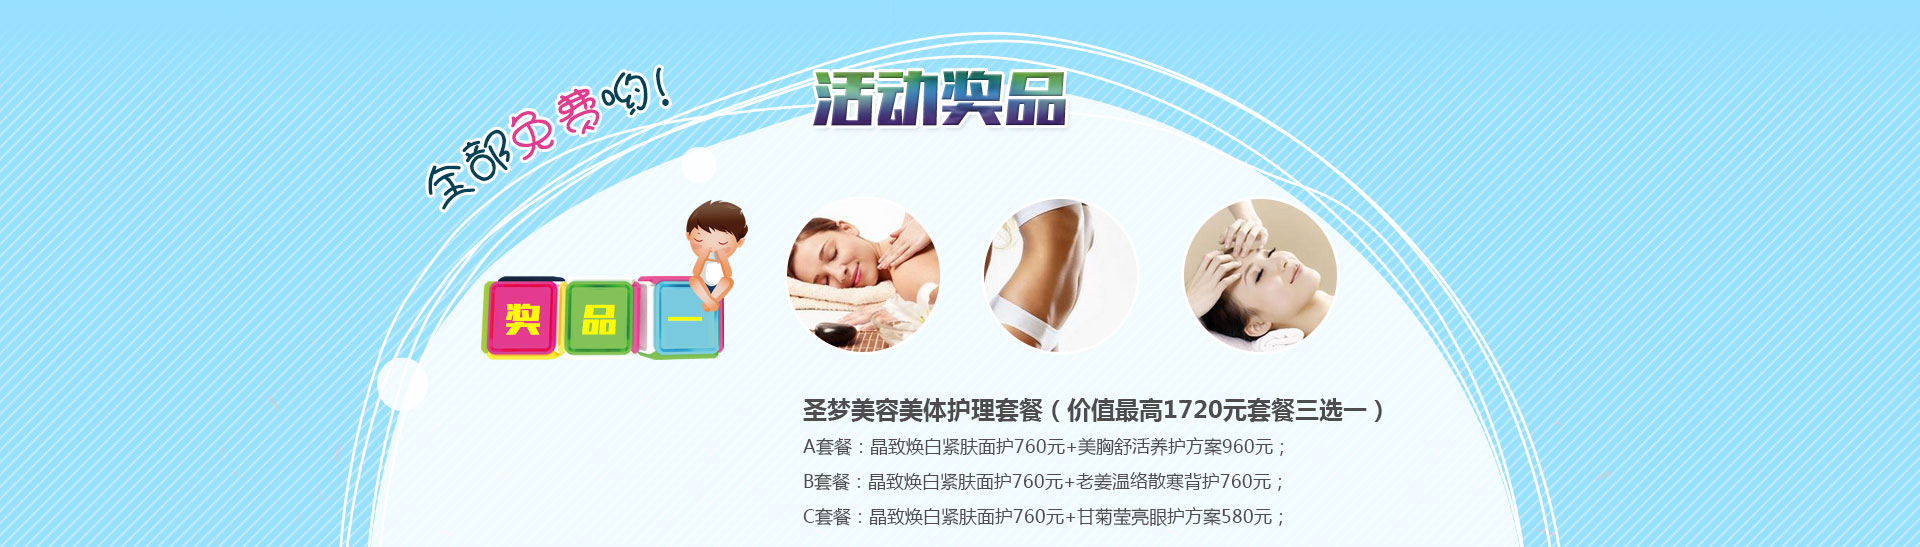 活动奖品
全部免费哟!
奖品一
圣梦美容美体护理套餐（价值最高1720元套餐三选一）
A套餐：晶致焕白紧肤面护760元+美胸舒活养护方案960元；
B套餐：晶致焕白紧肤面护760元+老姜温络散寒背护760元；
C套餐：晶致焕白紧肤面护760元+甘菊莹亮眼护方案580元；